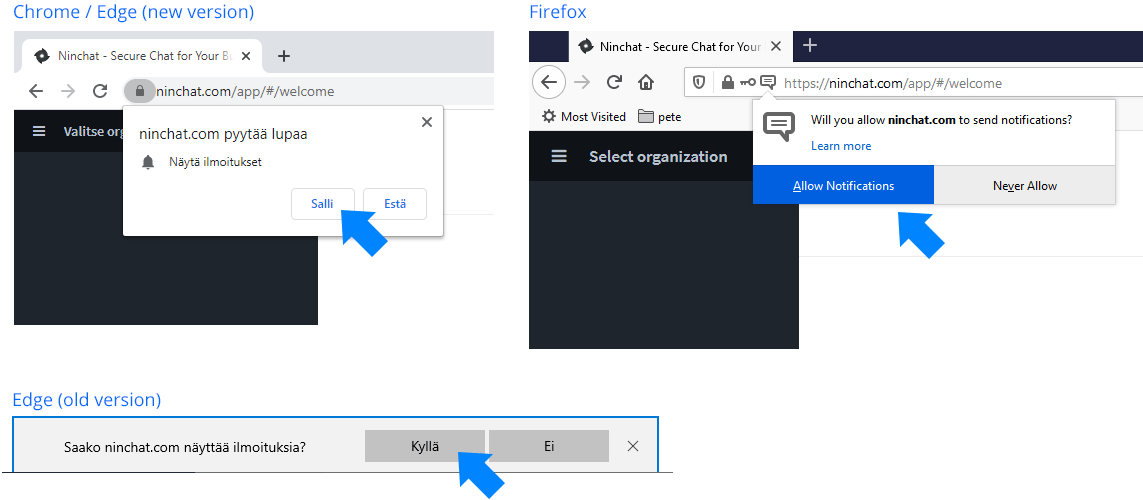 Chrome / Edge (new version)
Ninchat - Secure Chat for Your Bu
ninchat.com/app/#/welcome
Valitse org
ninchat.com pyytää lupaa
Näytä ilmoitukset
Salli
Estä
Firefox
Ninchat - Secure Chat for Your
https://ninchat.com/app/#/welcome
Most Visited
pete
Select organization
Will you allow ninchat.com to send notifications?
Learn more
Allow Notifications
Never Allow
Edge (old version)
Saako ninchat.com näyttää ilmoituksia?
Kyllä
Ei